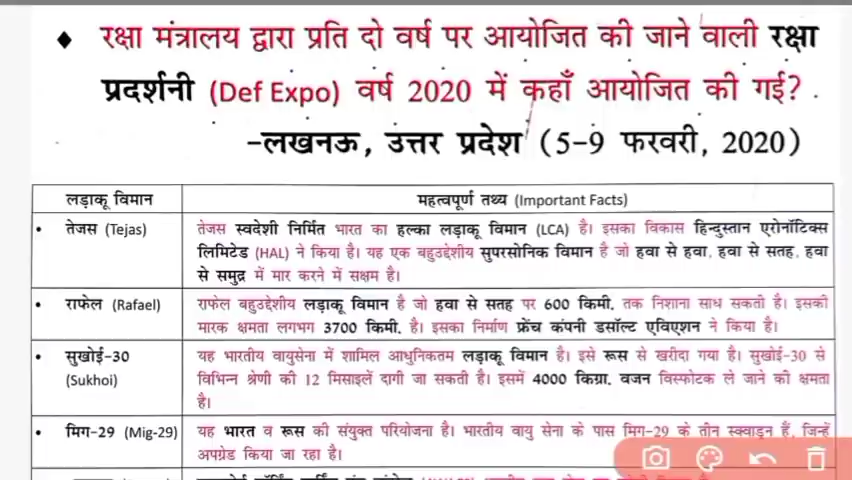 ♦ रक्षा मंत्रालय द्वारा प्रति दो वर्ष पर आयोजित की जाने वाली रक्षा
प्रदर्शनी (Def Expo) वर्ष 2020 में कहाँ आयोजित की गई?
-लखनऊ, उत्तर प्रदेश (5-9 फरवरी, 2020)
लड़ाकू विमान महत्वपूर्ण तथ्य (Important Facts)
• तेजस (Tejas) तेजस स्वदेशी निर्मित भारत का हल्का लड़ाकू विमान (LCA) है। इसका विकास हिन्दुस्तान एरोनॉटिक्स
लिमिटेड (HAL) ने किया है। यह एक बहुउद्देशीय सुपरसोनिक विमान है जो हवा से हवा, हवा से सतह, हवा
से समुद्र में मार करने में सक्षम है।
• राफेल (Rafael) राफेल बहुउद्देशीय लड़ाकू विमान है जो हवा से सतह पर 600 किमी. तक निशाना साध सकती है। इसकी
मारक क्षमता लगभग 3700 किमी. है। इसका निर्माण फ्रेंच कंपनी डसॉल्ट एविएशन ने किया है।
• सुखोई-30 यह भारतीय वायुसेना में शामिल आधुनिकतम लड़ाकू विमान है। इसे रूस से खरीदा गया है। सुखोई-30 से
(Sukhoi) विभिन्न श्रेणी की 12 मिसाइलें दागी जा सकती है। इसमें 4000 किग्रा. वजन विस्फोटक ले जाने की क्षमता
है।
• मिग-29 (Mig-29) यह भारत व रूस की संयुक्त परियोजना है। भारतीय वायु सेना के पास मिग-29 के तीन स्क्वाड्रन हैं, जिन्हें
अपग्रेड किया जा रहा है।